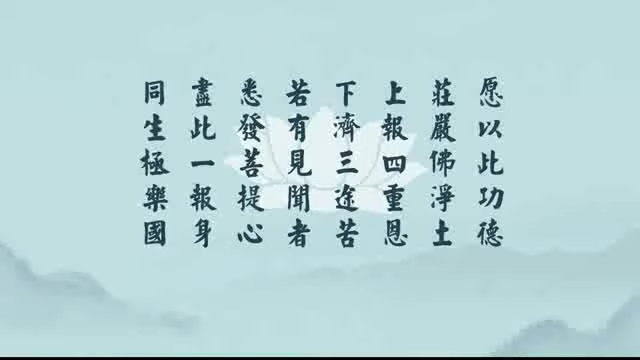 愿以此功德
莊嚴佛淨土
上報四重恩
下濟三途苦
若有見聞者
悉發菩提心
盡此一報身
同生極樂國